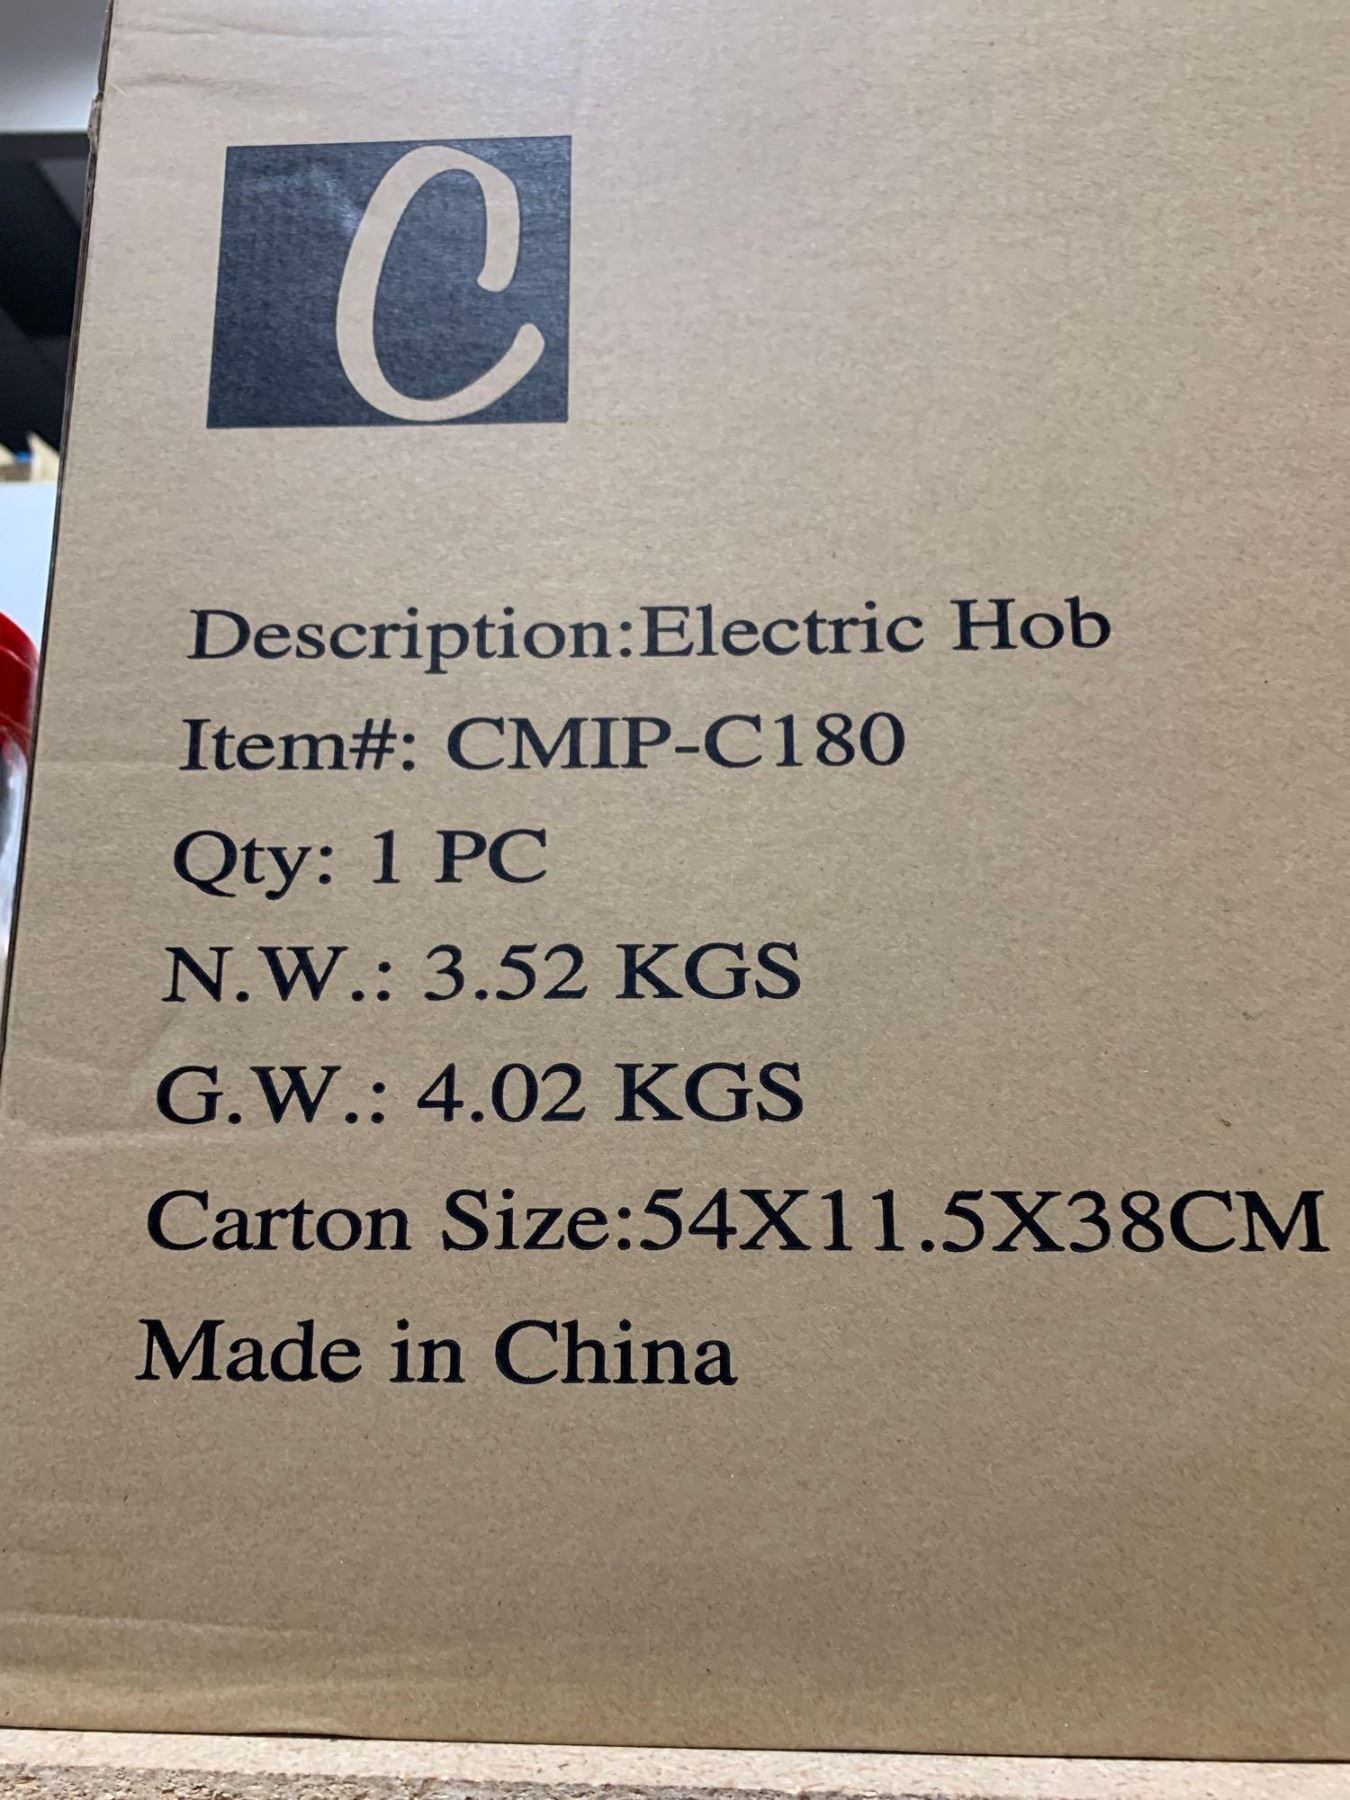 C
Description:Electric Hob
Item#: CMIP-C180
Qty: 1 PC
N.W.: 3.52 KGS
G.W.: 4.02 KGS
Carton Size:54X11.5X38CM
Made in China